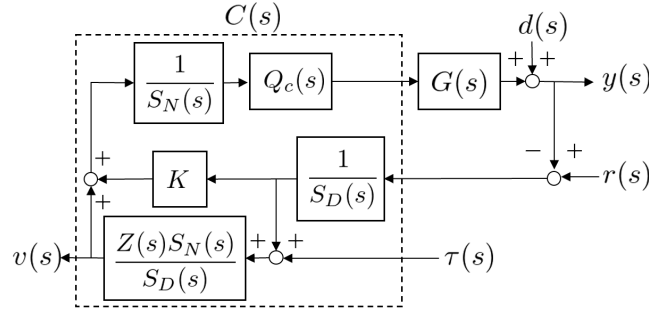 C(s)
d(s)
1
S_N(s)
Q_c(s)
G(s)
+ +
y(s)
+
K
1
S_D(s)
− +
r(s)
+
v(s)
Z(s)S_N(s)
S_D(s)
+ +
τ(s)